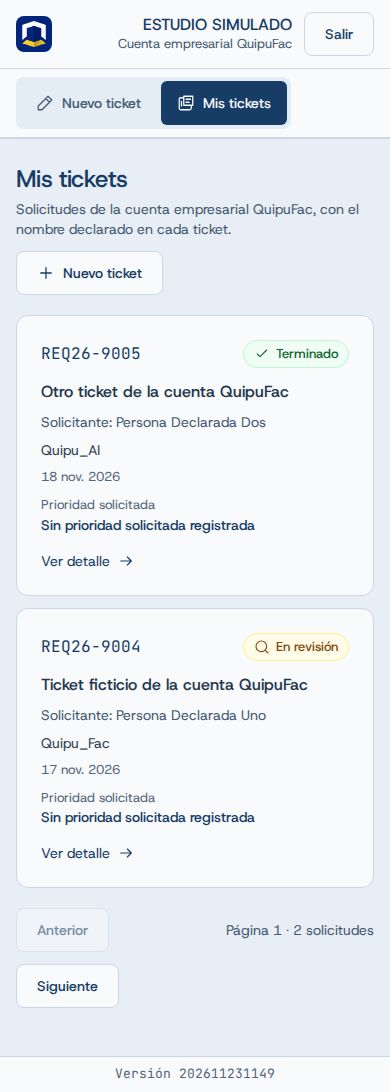 ESTUDIO SIMULADO
Cuenta empresarial QuipuFac
Salir
Nuevo ticket
Mis tickets
Mis tickets
Solicitudes de la cuenta empresarial QuipuFac, con el
nombre declarado en cada ticket.
Nuevo ticket
REQ26-9005
Terminado
Otro ticket de la cuenta QuipuFac
Solicitante: Persona Declarada Dos
Quipu_AI
18 nov. 2026
Prioridad solicitada
Sin prioridad solicitada registrada
Ver detalle
REQ26-9004
En revisión
Ticket ficticio de la cuenta QuipuFac
Solicitante: Persona Declarada Uno
Quipu_Fac
17 nov. 2026
Prioridad solicitada
Sin prioridad solicitada registrada
Ver detalle
Anterior
Página 1 · 2 solicitudes
Siguiente
Versión 202611231149